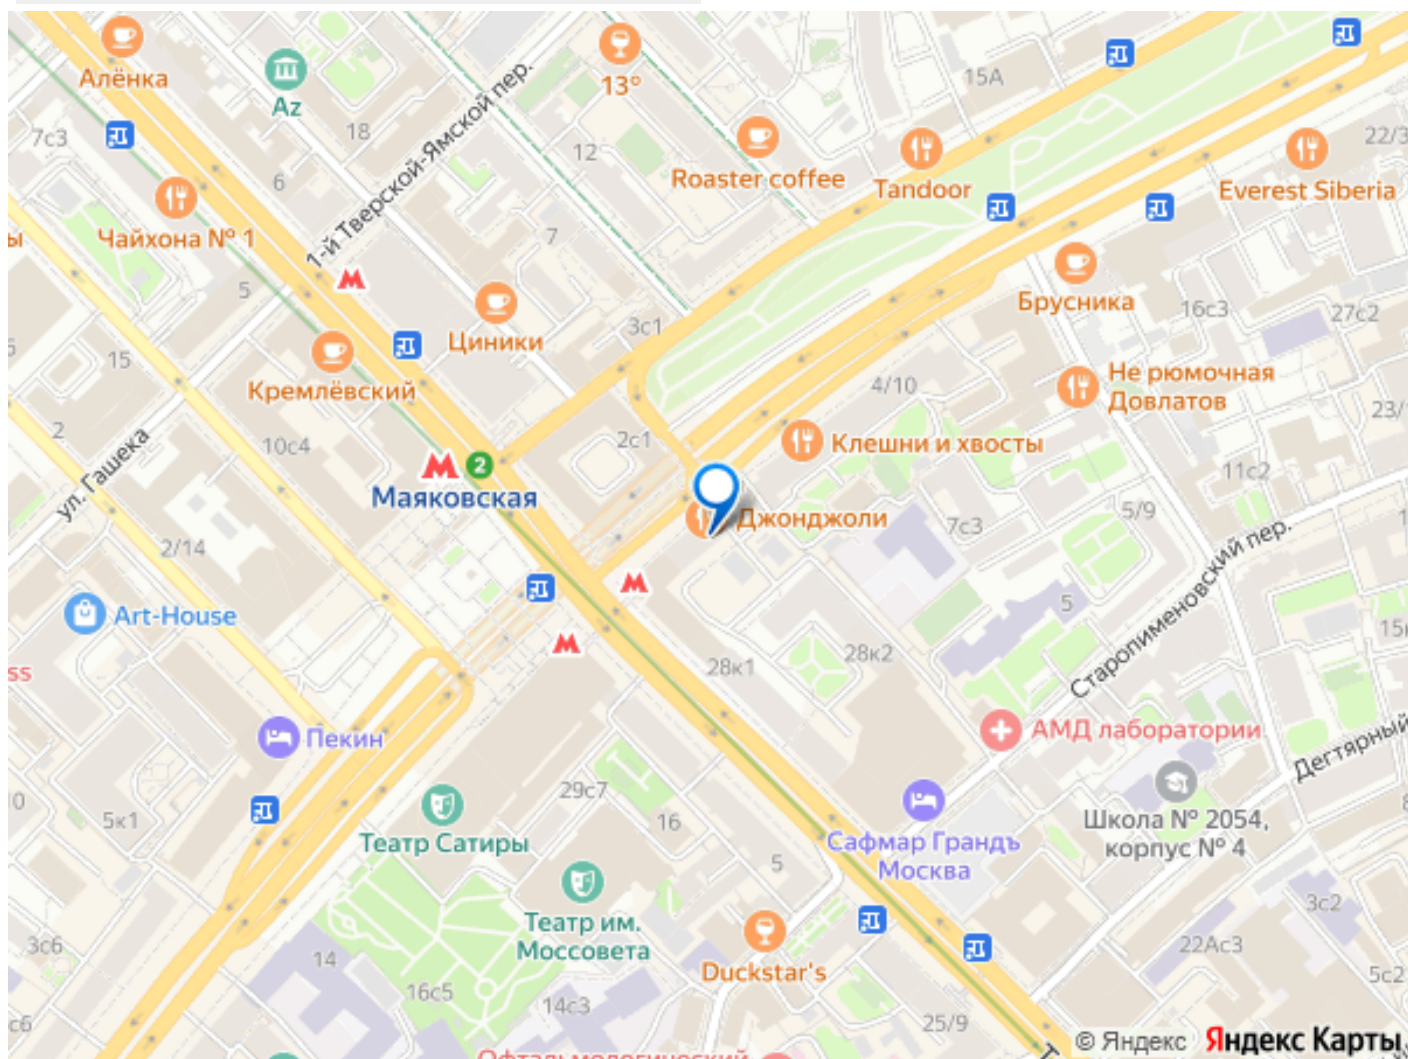 Алёнка
Az
13°
15А
7с3
18
12
22/3
Roaster coffee
Tandoor
Everest Siberia
6
1-й Тверской-Ямской пер.
7
ы
Чайхона № 1
5
Брусника
16с3
27с2
3с1
Циники
15
Кремлёвский
4/10
Не рюмочная
Довлатов
23/
2
10с4
2с1
Клешни и хвосты
11с2
ул. Гашека
2
Маяковская
Джонджоли
7с3
5/9
2/14
Старопименовский пер.
Art-House
5
15
ss
28к1
28к2
Пекин
АМД лаборатории
Дегтярный
29с7
0
5к1
16
Театр Сатиры
Сафмар Грандъ
Москва
Школа № 2054,
корпус № 4
5
3с2
Театр им.
Моссовета
3с6
14
Duckstar's
22Ас3
5с2
16с5
14с3
с6
25/9
Офтальмологический
Т
© Яндекс Яндекс Карты